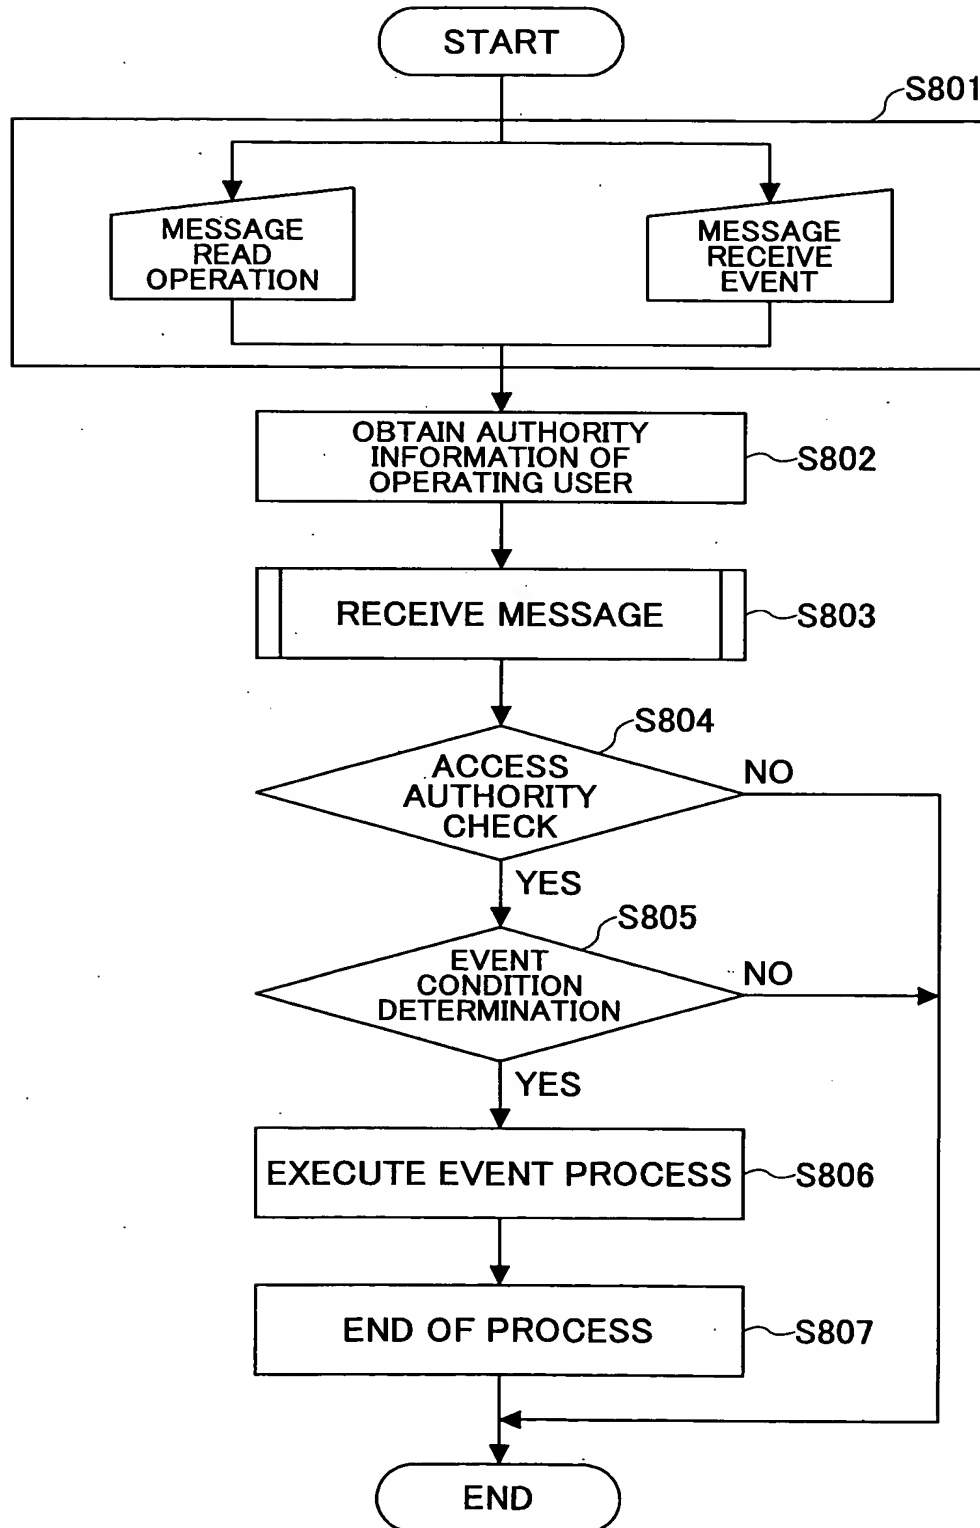 START
S801
MESSAGE
READ
OPERATION
MESSAGE
RECEIVE
EVENT
OBTAIN AUTHORITY
INFORMATION OF
OPERATING USER
S802
RECEIVE MESSAGE
S803
S804
ACCESS
AUTHORITY
CHECK
NO
YES
S805
EVENT
CONDITION
DETERMINATION
NO
YES
EXECUTE EVENT PROCESS
S806
END OF PROCESS
S807
END